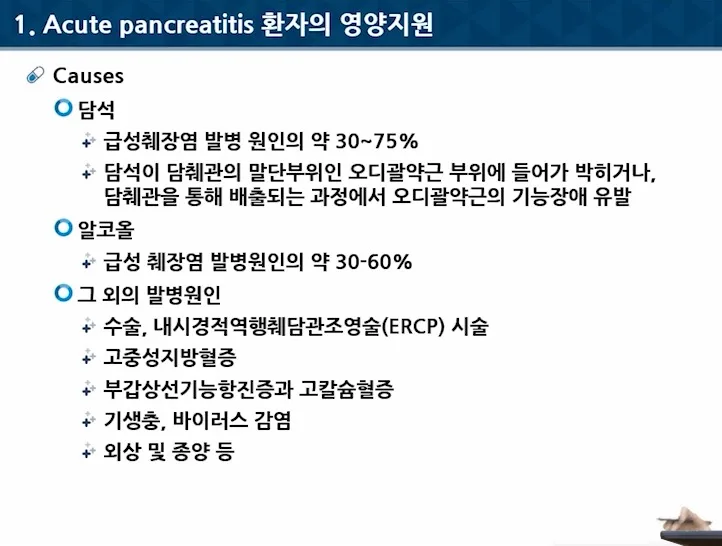 1. Acute pancreatitis 환자의 영양지원
Causes
담석
급성췌장염 발병 원인의 약 30~75%
담석이 담췌관의 말단부위인 오디괄약근 부위에 들어가 박히거나,
담췌관을 통해 배출되는 과정에서 오디괄약근의 기능장애 유발
알코올
급성 췌장염 발병원인의 약 30-60%
그 외의 발병원인
수술, 내시경적역행췌담관조영술(ERCP) 시술
고중성지방혈증
부갑상선기능항진증과 고칼슘혈증
기생충, 바이러스 감염
외상 및 종양 등